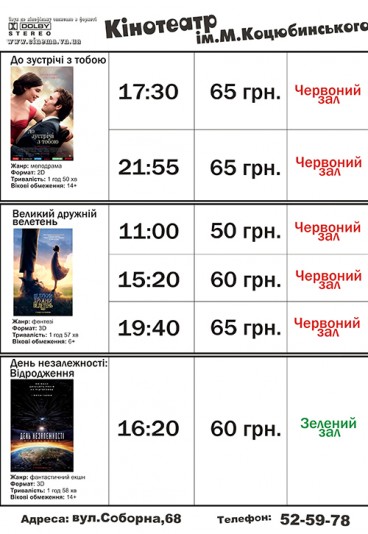 DOLBY
STEREO
www.cinema.vn.ua
Кінотеатр
ім.М.Коцюбинського
До зустрічі з тобою
До
зустрічі
з тобою
Жанр: мелодрама
Формат: 2D
Тривалість: 1 год 50 хв
Вікові обмеження: 14+
17:30 65 грн. Червоний зал
21:55 65 грн. Червоний зал
Великий дружній
велетень
Жанр: фентезі
Формат: 3D
Тривалість: 1 год 57 хв
Вікові обмеження: 6+
11:00 50 грн. Червоний зал
15:20 60 грн. Червоний зал
19:40 65 грн. Червоний зал
День незалежності:
Відродження
ДЕНЬ НЕЗАЛЕЖНОСТІ
Жанр: фантастичний екшн
Формат: 3D
Тривалість: 1 год 58 хв
Вікові обмеження: 14+
16:20 60 грн. Зелений зал
Адреса: вул.Соборна,68 Телефон: 52-59-78